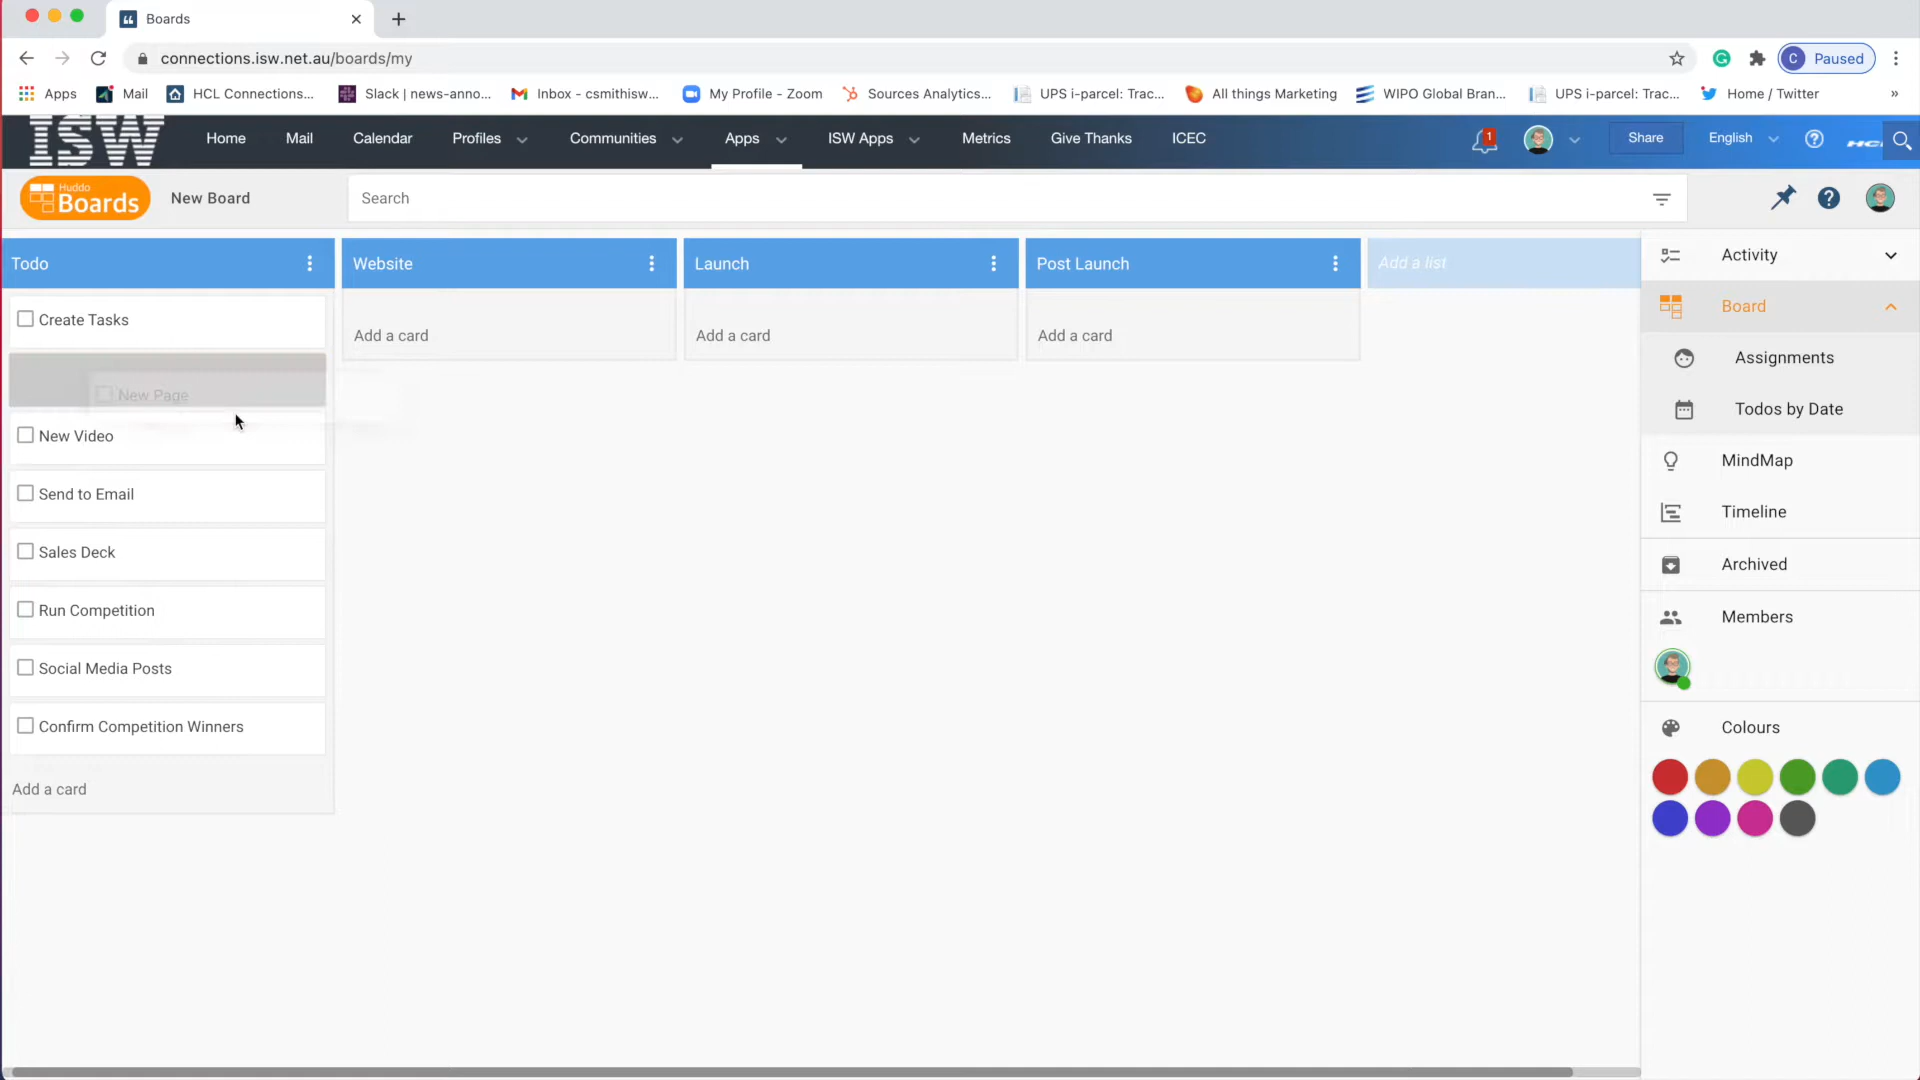 Boards
connections.isw.net.au/boards/my
Paused
C
Apps
Mail
HCL Connections...
Slack | news-anno...
Inbox - csmithisw...
My Profile - Zoom
Sources Analytics...
UPS i-parcel: Trac...
All things Marketing
WIPO Global Bran...
UPS i-parcel: Trac...
Home / Twitter
»
ISW
Home
Mail
Calendar
Profiles
Communities
Apps
ISW Apps
Metrics
Give Thanks
ICEC
1
Share
English
HCL
Huddo
Boards
New Board
Search
Todo
Website
Launch
Post Launch
Add a list
Create Tasks
New Page
New Video
Send to Email
Sales Deck
Run Competition
Social Media Posts
Confirm Competition Winners
Add a card
Add a card
Add a card
Add a card
Activity
Board
Assignments
Todos by Date
MindMap
Timeline
Archived
Members
Colours